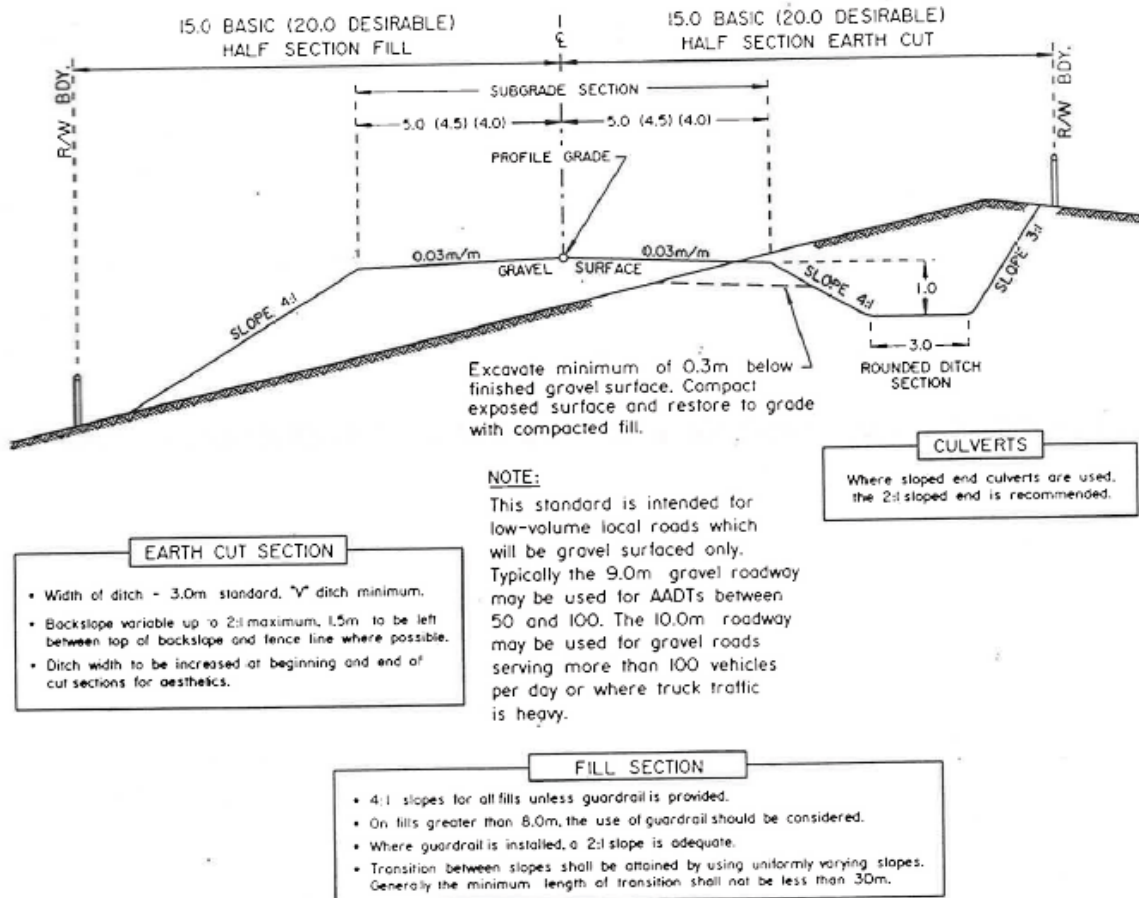 15.0 BASIC (20.0 DESIRABLE)
HALF SECTION FILL
℄
15.0 BASIC (20.0 DESIRABLE)
HALF SECTION EARTH CUT
R/W BDY.
R/W BDY.
SUBGRADE SECTION
5.0 (4.5) (4.0)
5.0 (4.5) (4.0)
PROFILE GRADE
0.03m/m
0.03m/m
GRAVEL SURFACE
SLOPE 4:1
SLOPE 4:1
1.0
SLOPE 3:1
3.0
ROUNDED DITCH
SECTION
Excavate minimum of 0.3m below
finished gravel surface. Compact
exposed surface and restore to grade
with compacted fill.
CULVERTS
Where sloped end culverts are used,
the 2:1 sloped end is recommended.
NOTE:
This standard is intended for
low-volume local roads which
will be gravel surfaced only.
Typically the 9.0m gravel roadway
may be used for AADTs between
50 and 100. The 10.0m roadway
may be used for gravel roads
serving more than 100 vehicles
per day or where truck traffic
is heavy.
EARTH CUT SECTION
• Width of ditch - 3.0m standard, "V" ditch minimum.
• Backslope variable up to 2:1 maximum, 1.5m to be left
between top of backslope and fence line where possible.
• Ditch width to be increased at beginning and end of
cut sections for aesthetics.
FILL SECTION
• 4:1 slopes for all fills unless guardrail is provided.
• On fills greater than 8.0m, the use of guardrail should be considered.
• Where guardrail is installed, a 2:1 slope is adequate.
• Transition between slopes shall be attained by using uniformly varying slopes.
Generally the minimum length of transition shall not be less than 30m.